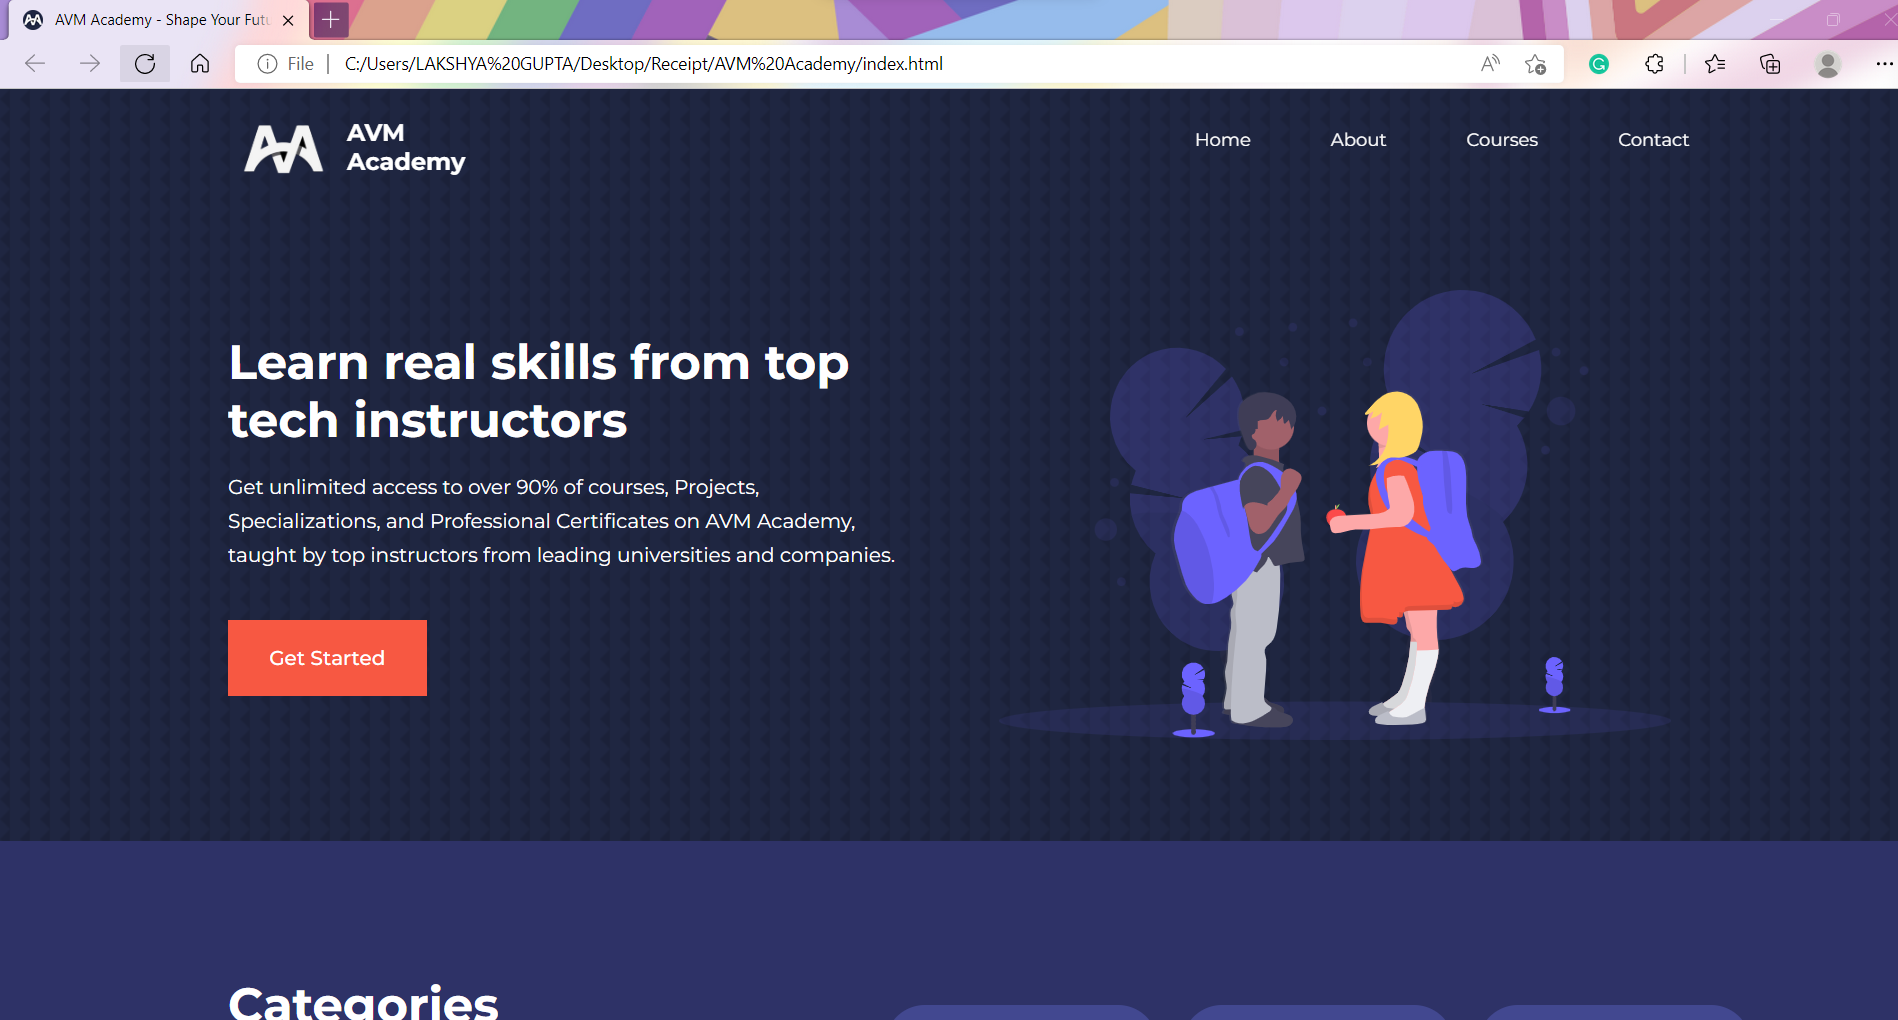 AVM Academy - Shape Your Futu
File
C:/Users/LAKSHYA%20GUPTA/Desktop/Receipt/AVM%20Academy/index.html
AVM
Academy
Home
About
Courses
Contact
Learn real skills from top
tech instructors
Get unlimited access to over 90% of courses, Projects,
Specializations, and Professional Certificates on AVM Academy,
taught by top instructors from leading universities and companies.
Get Started
Categories